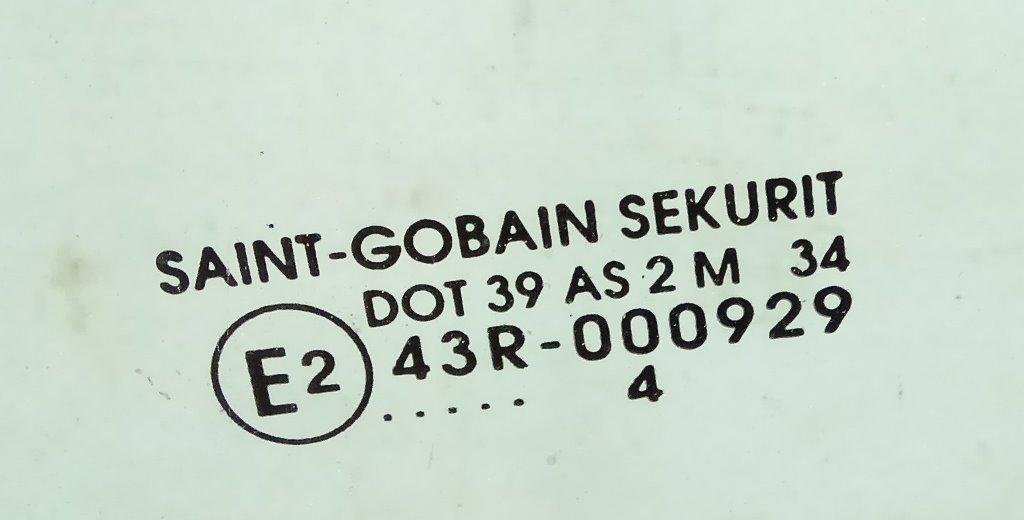 SAINT-GOBAIN SEKURIT
DOT 39 AS 2 M 34
E2 43R-000929
..... 4